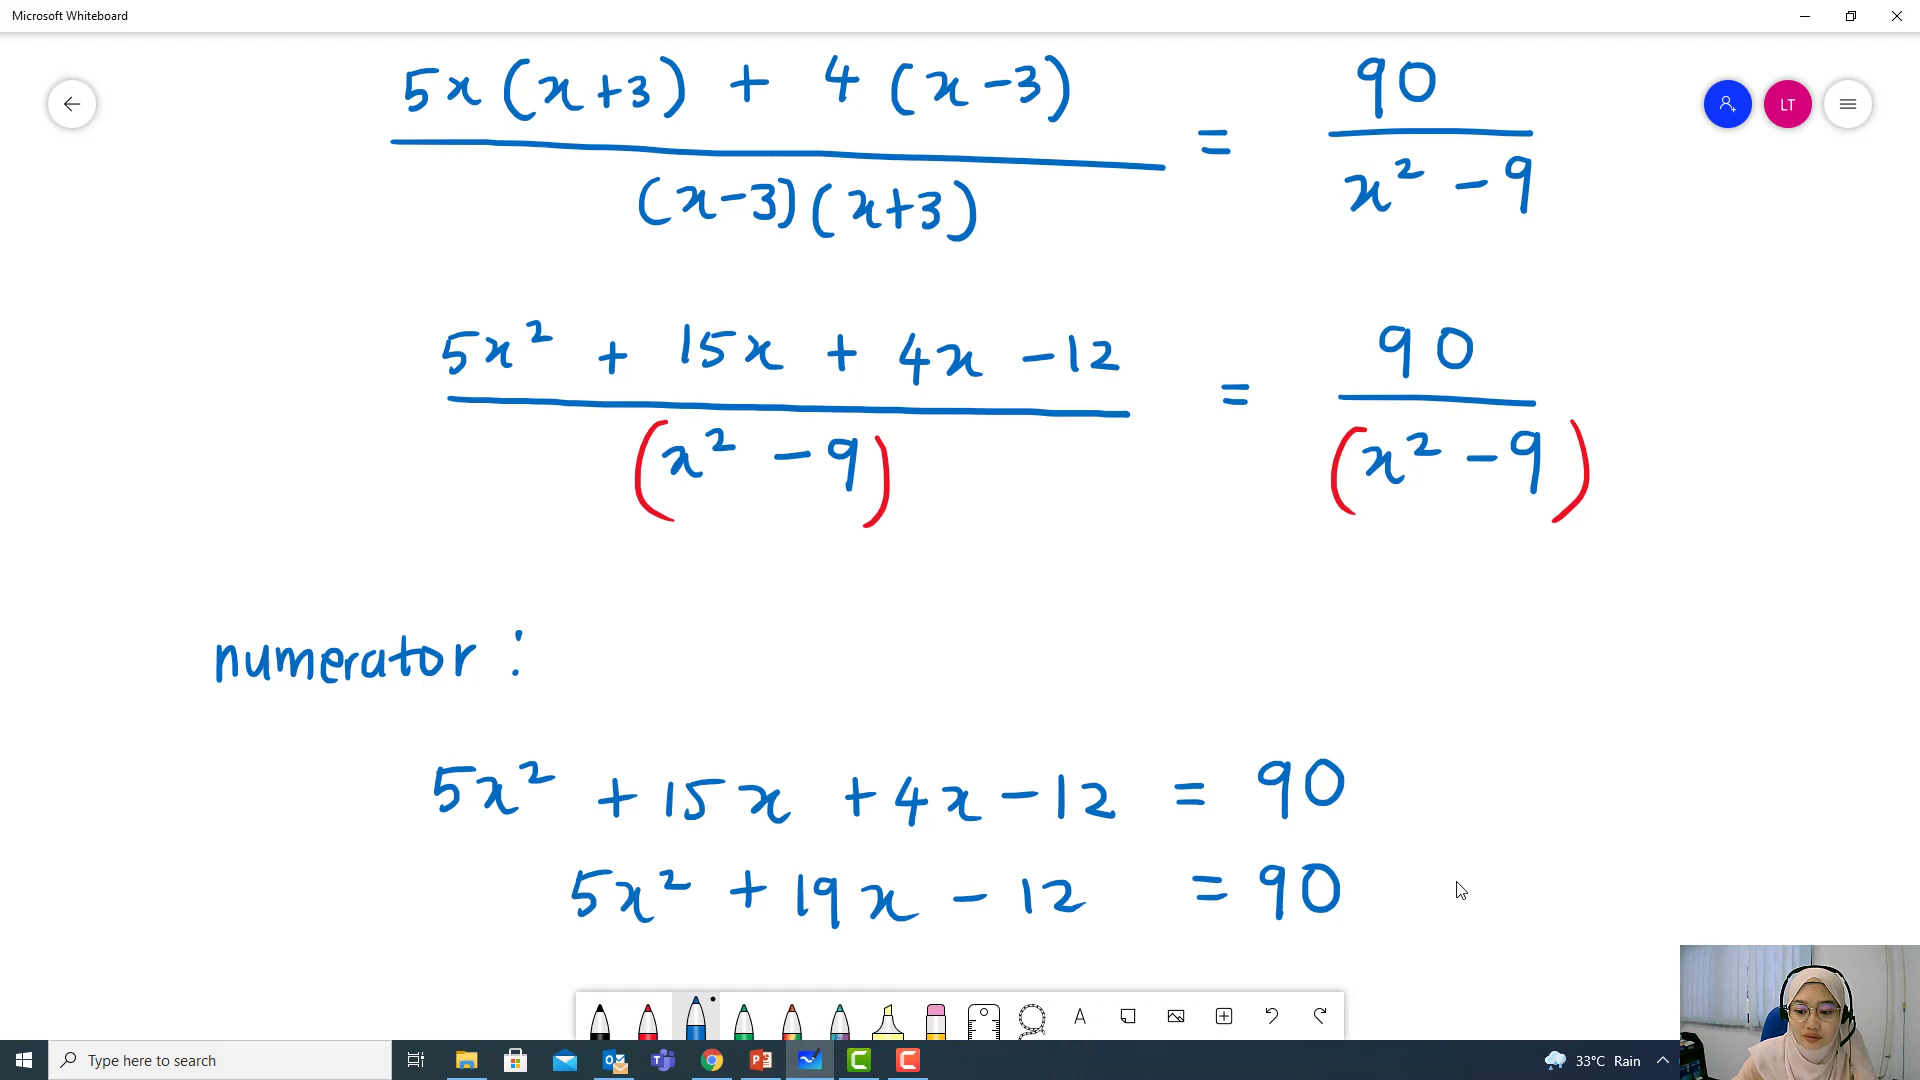 Microsoft Whiteboard
5x(x+3) + 4(x-3) = 90
(x-3)(x+3) x² - 9
LT
5x² + 15x + 4x - 12 = 90
(x² - 9) (x² - 9)
numerator :
5x² + 15x + 4x - 12 = 90
5x² + 19x - 12 = 90
A
Type here to search
33°C Rain